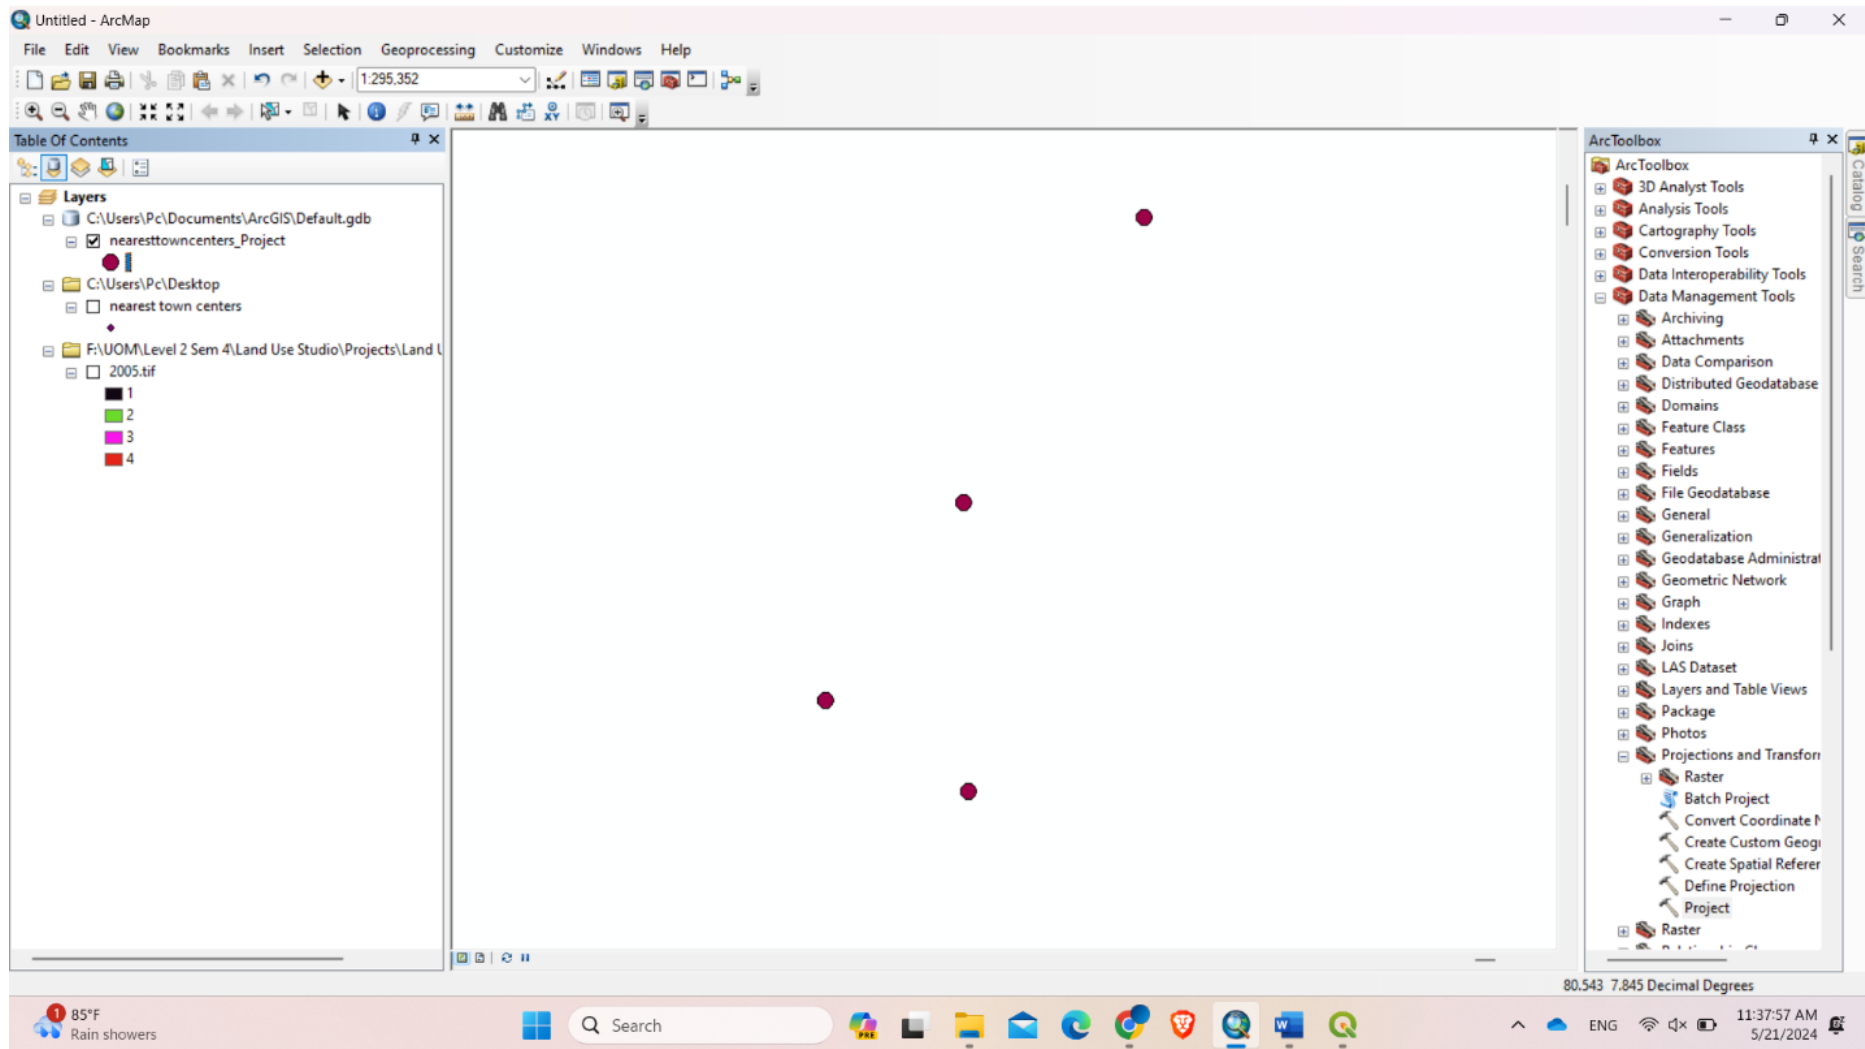 Untitled - ArcMap
File Edit View Bookmarks Insert Selection Geoprocessing Customize Windows Help
1:295,352
Table Of Contents
Layers
C:\Users\Pc\Documents\ArcGIS\Default.gdb
nearesttowncenters_Project
C:\Users\Pc\Desktop
nearest town centers
F:\UOM\Level 2 Sem 4\Land Use Studio\Projects\Land U
2005.tif
1
2
3
4
ArcToolbox
ArcToolbox
3D Analyst Tools
Analysis Tools
Cartography Tools
Conversion Tools
Data Interoperability Tools
Data Management Tools
Archiving
Attachments
Data Comparison
Distributed Geodatabase
Domains
Feature Class
Features
Fields
File Geodatabase
General
Generalization
Geodatabase Administrat
Geometric Network
Graph
Indexes
Joins
LAS Dataset
Layers and Table Views
Package
Photos
Projections and Transforr
Raster
Batch Project
Convert Coordinate N
Create Custom Geogr
Create Spatial Referer
Define Projection
Project
Raster
Catalog
Search
80.543 7.845 Decimal Degrees
1
85°F
Rain showers
Search
PRE
ENG
11:37:57 AM
5/21/2024